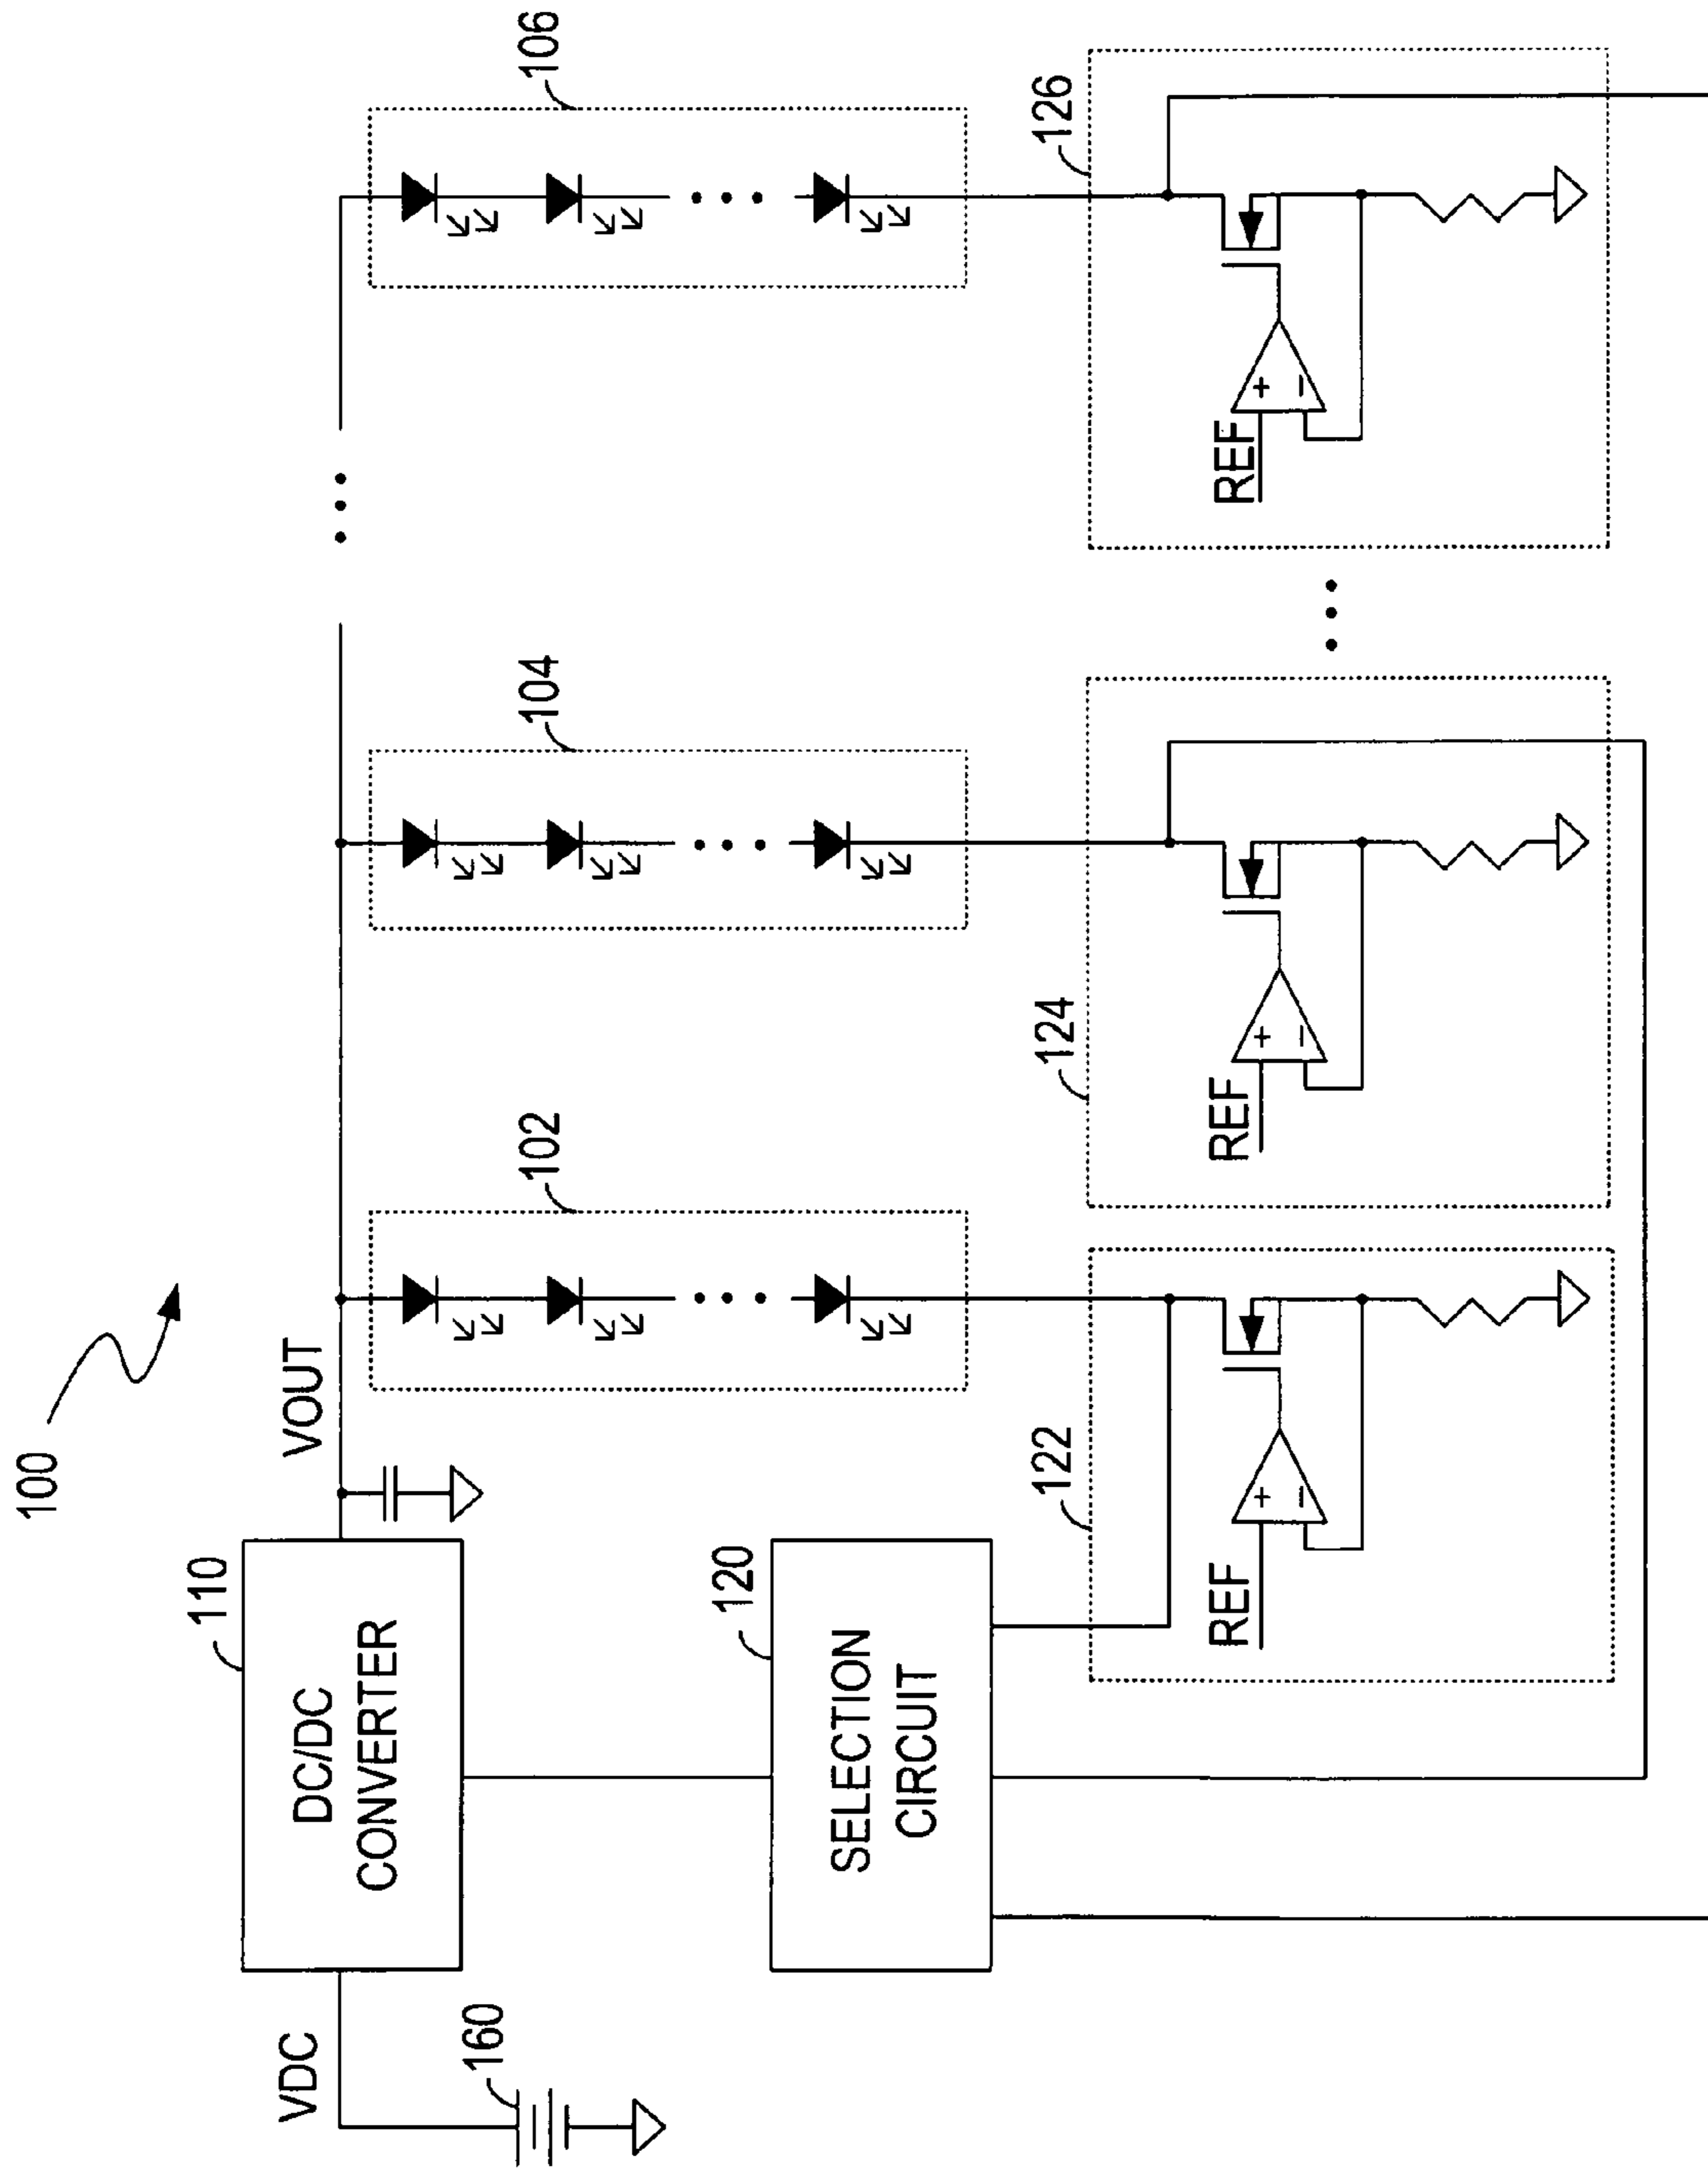 100
110
DC/DC
CONVERTER
VDC
160
VOUT
102
104
106
120
SELECTION
CIRCUIT
122
REF
+
–
124
REF
+
–
126
REF
+
–